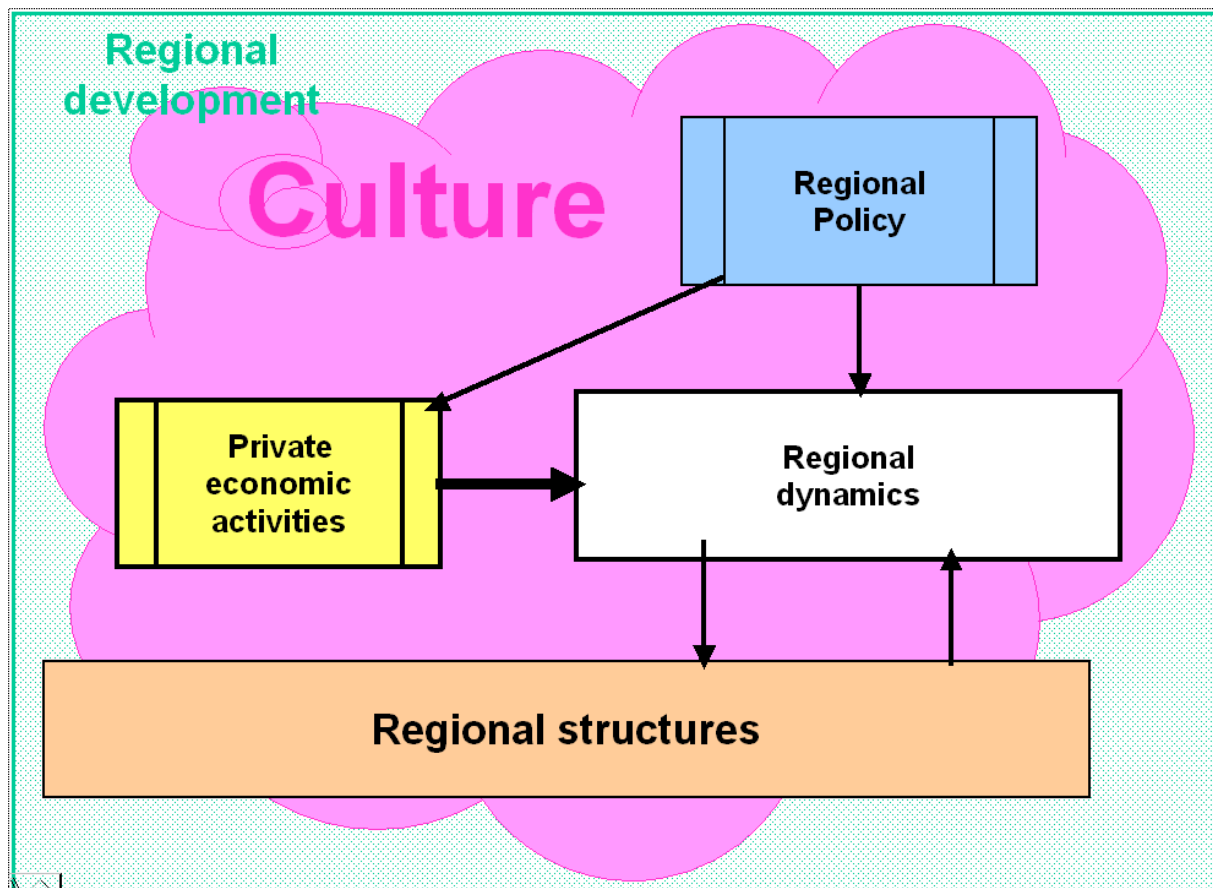 Regional
development
Culture
Regional
Policy
Private
economic
activities
Regional
dynamics
Regional structures